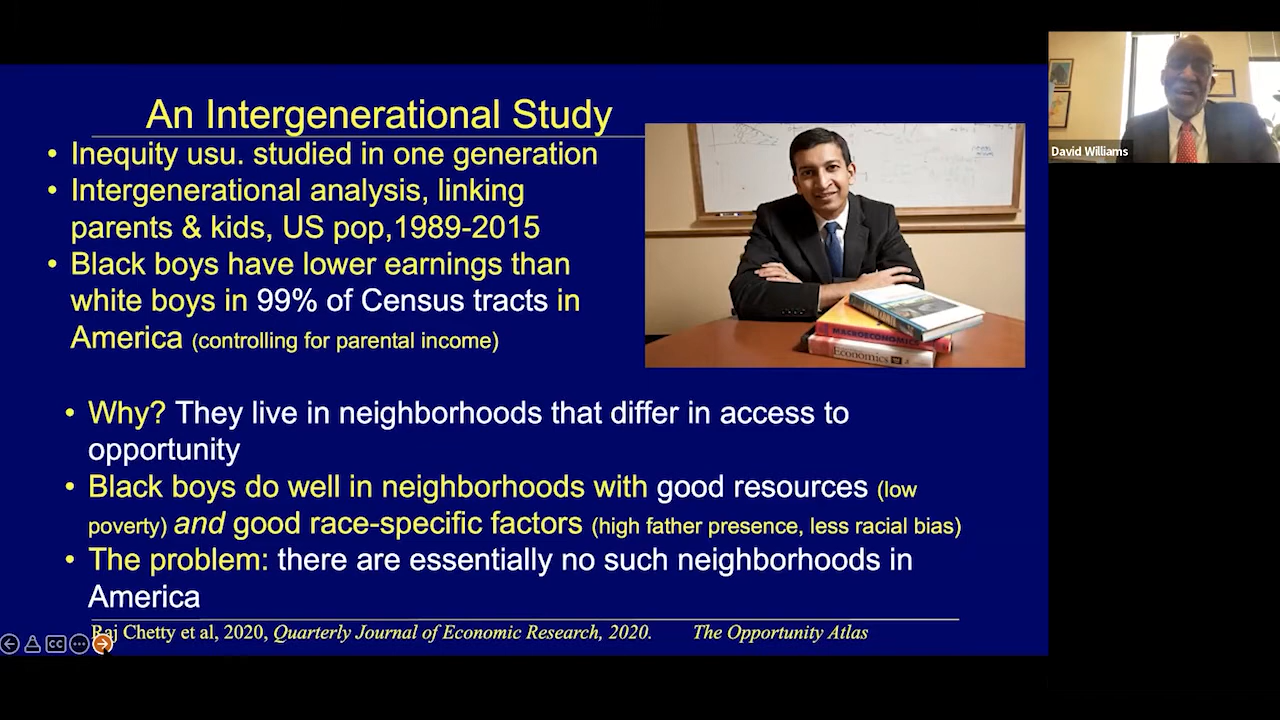 An Intergenerational Study
• Inequity usu. studied in one generation
• Intergenerational analysis, linking
parents & kids, US pop,1989-2015
• Black boys have lower earnings than
white boys in 99% of Census tracts in
America (controlling for parental income)
MACROECONOMICS
Economics
David Williams
• Why? They live in neighborhoods that differ in access to
opportunity
• Black boys do well in neighborhoods with good resources (low
poverty) and good race-specific factors (high father presence, less racial bias)
• The problem: there are essentially no such neighborhoods in
America
Raj Chetty et al, 2020, Quarterly Journal of Economic Research, 2020. The Opportunity Atlas
CC